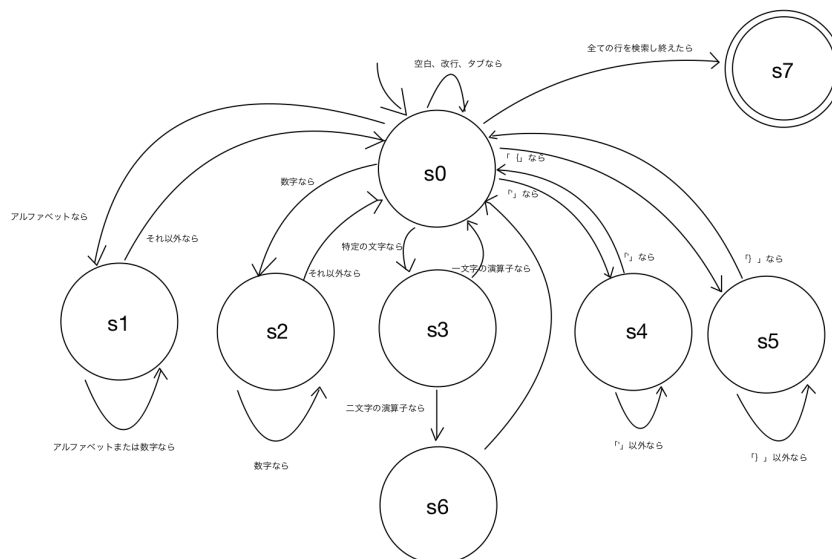 全ての行を検索し終えたら
空白、改行、タブなら
s7
s0
「 {」なら
「'」なら
数字なら
アルファベットなら
それ以外なら
特定の文字なら
「'」なら
「} 」なら
一文字の演算子なら
それ以外なら
s1
s2
s3
s4
s5
二文字の演算子なら
アルファベットまたは数字なら
「'」以外なら
「} 」以外なら
数字なら
s6